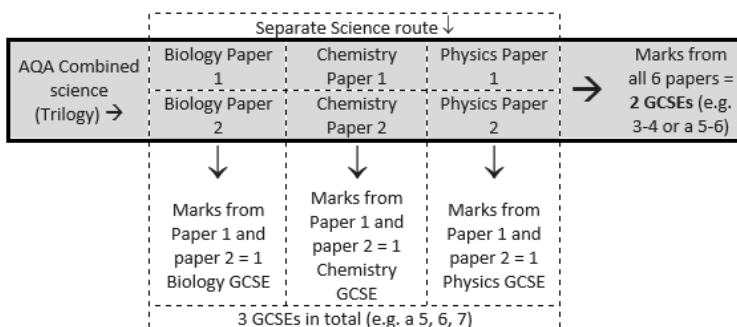 Separate Science route ↓
AQA Combined
science
(Trilogy) →
Biology Paper
1
Chemistry
Paper 1
Physics Paper
1
Biology Paper
2
Chemistry
Paper 2
Physics Paper
2
→
Marks from
all 6 papers =
2 GCSEs (e.g.
3-4 or a 5-6)
↓
↓
↓
Marks from
Paper 1 and
paper 2 = 1
Biology GCSE
Marks from
Paper 1 and
paper 2 = 1
Chemistry
GCSE
Marks from
Paper 1 and
paper 2 = 1
Physics GCSE
3 GCSEs in total (e.g. a 5, 6, 7)